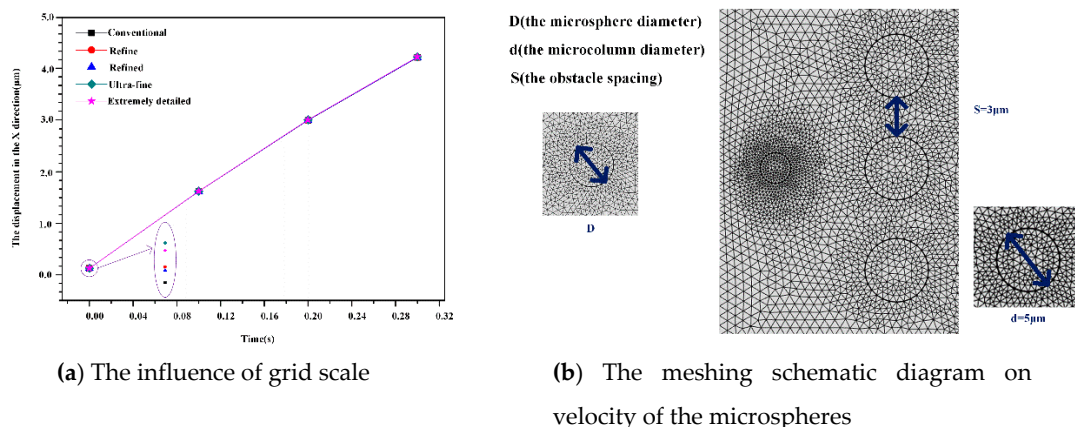 5.0
4.0
3.0
2.0
1.0
0.0
The displacement in the X direction(μm)
Conventional
Refine
Refined
Ultra-fine
Extremely detailed
0.00 0.04 0.08 0.12 0.16 0.20 0.24 0.28 0.32
Time(s)
(a) The influence of grid scale
D(the microsphere diameter)
d(the microcolumn diameter)
S(the obstacle spacing)
D
S=3μm
d=5μm
(b) The meshing schematic diagram on
velocity of the microspheres